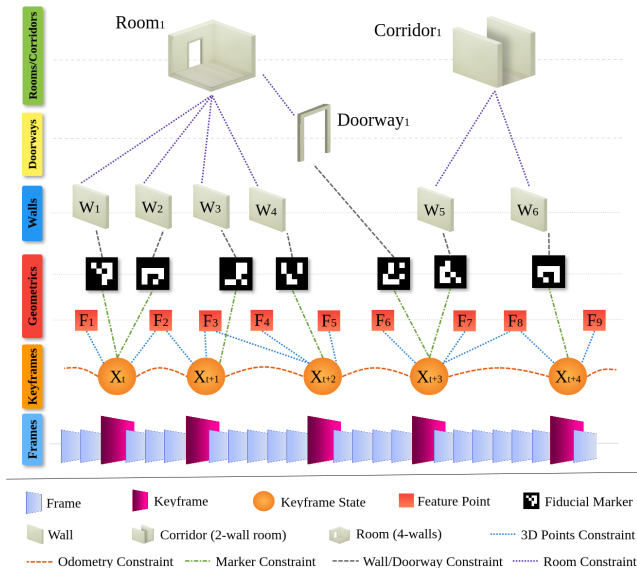 Room1
Corridor1
Rooms/Corridors
Doorway1
Doorways
W1 W2 W3 W4 W5 W6
Walls
Geometrics
F1 F2 F3 F4 F5 F6 F7 F8 F9
Keyframes
Xt Xt+1 Xt+2 Xt+3 Xt+4
Frames
Frame Keyframe Keyframe State Feature Point Fiducial Marker
Wall Corridor (2-wall room) Room (4-walls) 3D Points Constraint
Odometry Constraint Marker Constraint Wall/Doorway Constraint Room Constraint